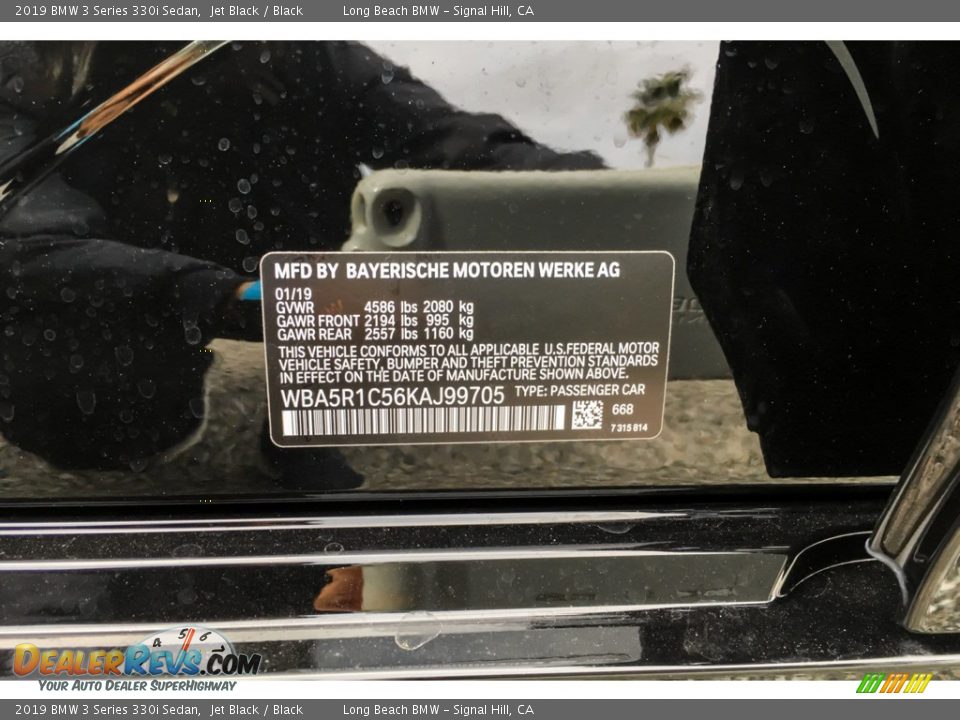 2019 BMW 3 Series 330i Sedan, Jet Black / Black Long Beach BMW - Signal Hill, CA
MFD BY BAYERISCHE MOTOREN WERKE AG
01/19
GVWR 4586 lbs 2080 kg
GAWR FRONT 2194 lbs 995 kg
GAWR REAR 2557 lbs 1160 kg
THIS VEHICLE CONFORMS TO ALL APPLICABLE U.S.FEDERAL MOTOR
VEHICLE SAFETY, BUMPER AND THEFT PREVENTION STANDARDS
IN EFFECT ON THE DATE OF MANUFACTURE SHOWN ABOVE.
WBA5R1C56KAJ99705 TYPE: PASSENGER CAR
668
7315814
4 5 6
DEALERREVS.COM
YOUR AUTO DEALER SUPERHIGHWAY
2019 BMW 3 Series 330i Sedan, Jet Black / Black Long Beach BMW - Signal Hill, CA